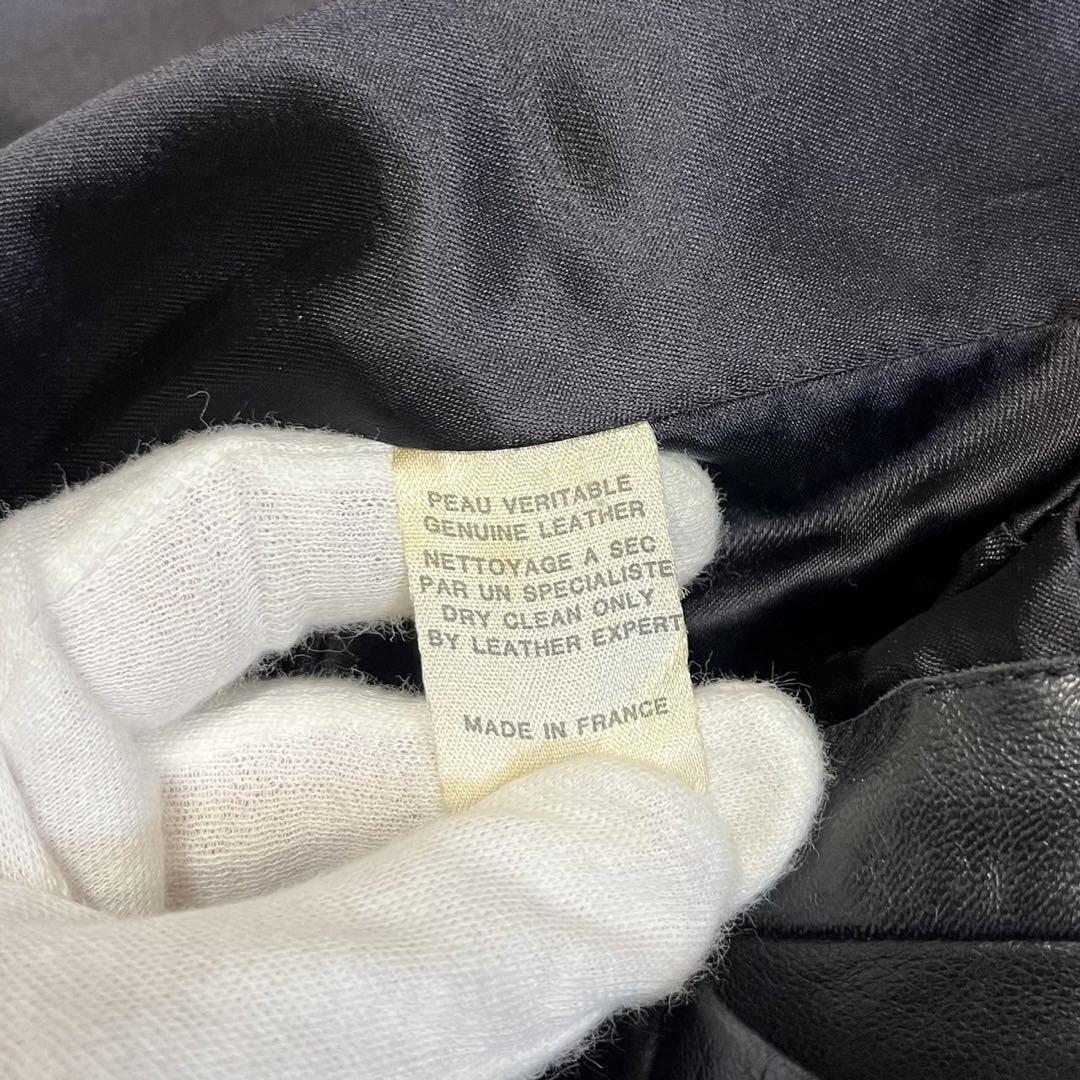 PEAU VERITABLE
GENUINE LEATHER
NETTOYAGE A SEC
PAR UN SPECIALISTE
DRY CLEAN ONLY
BY LEATHER EXPERT
MADE IN FRANCE